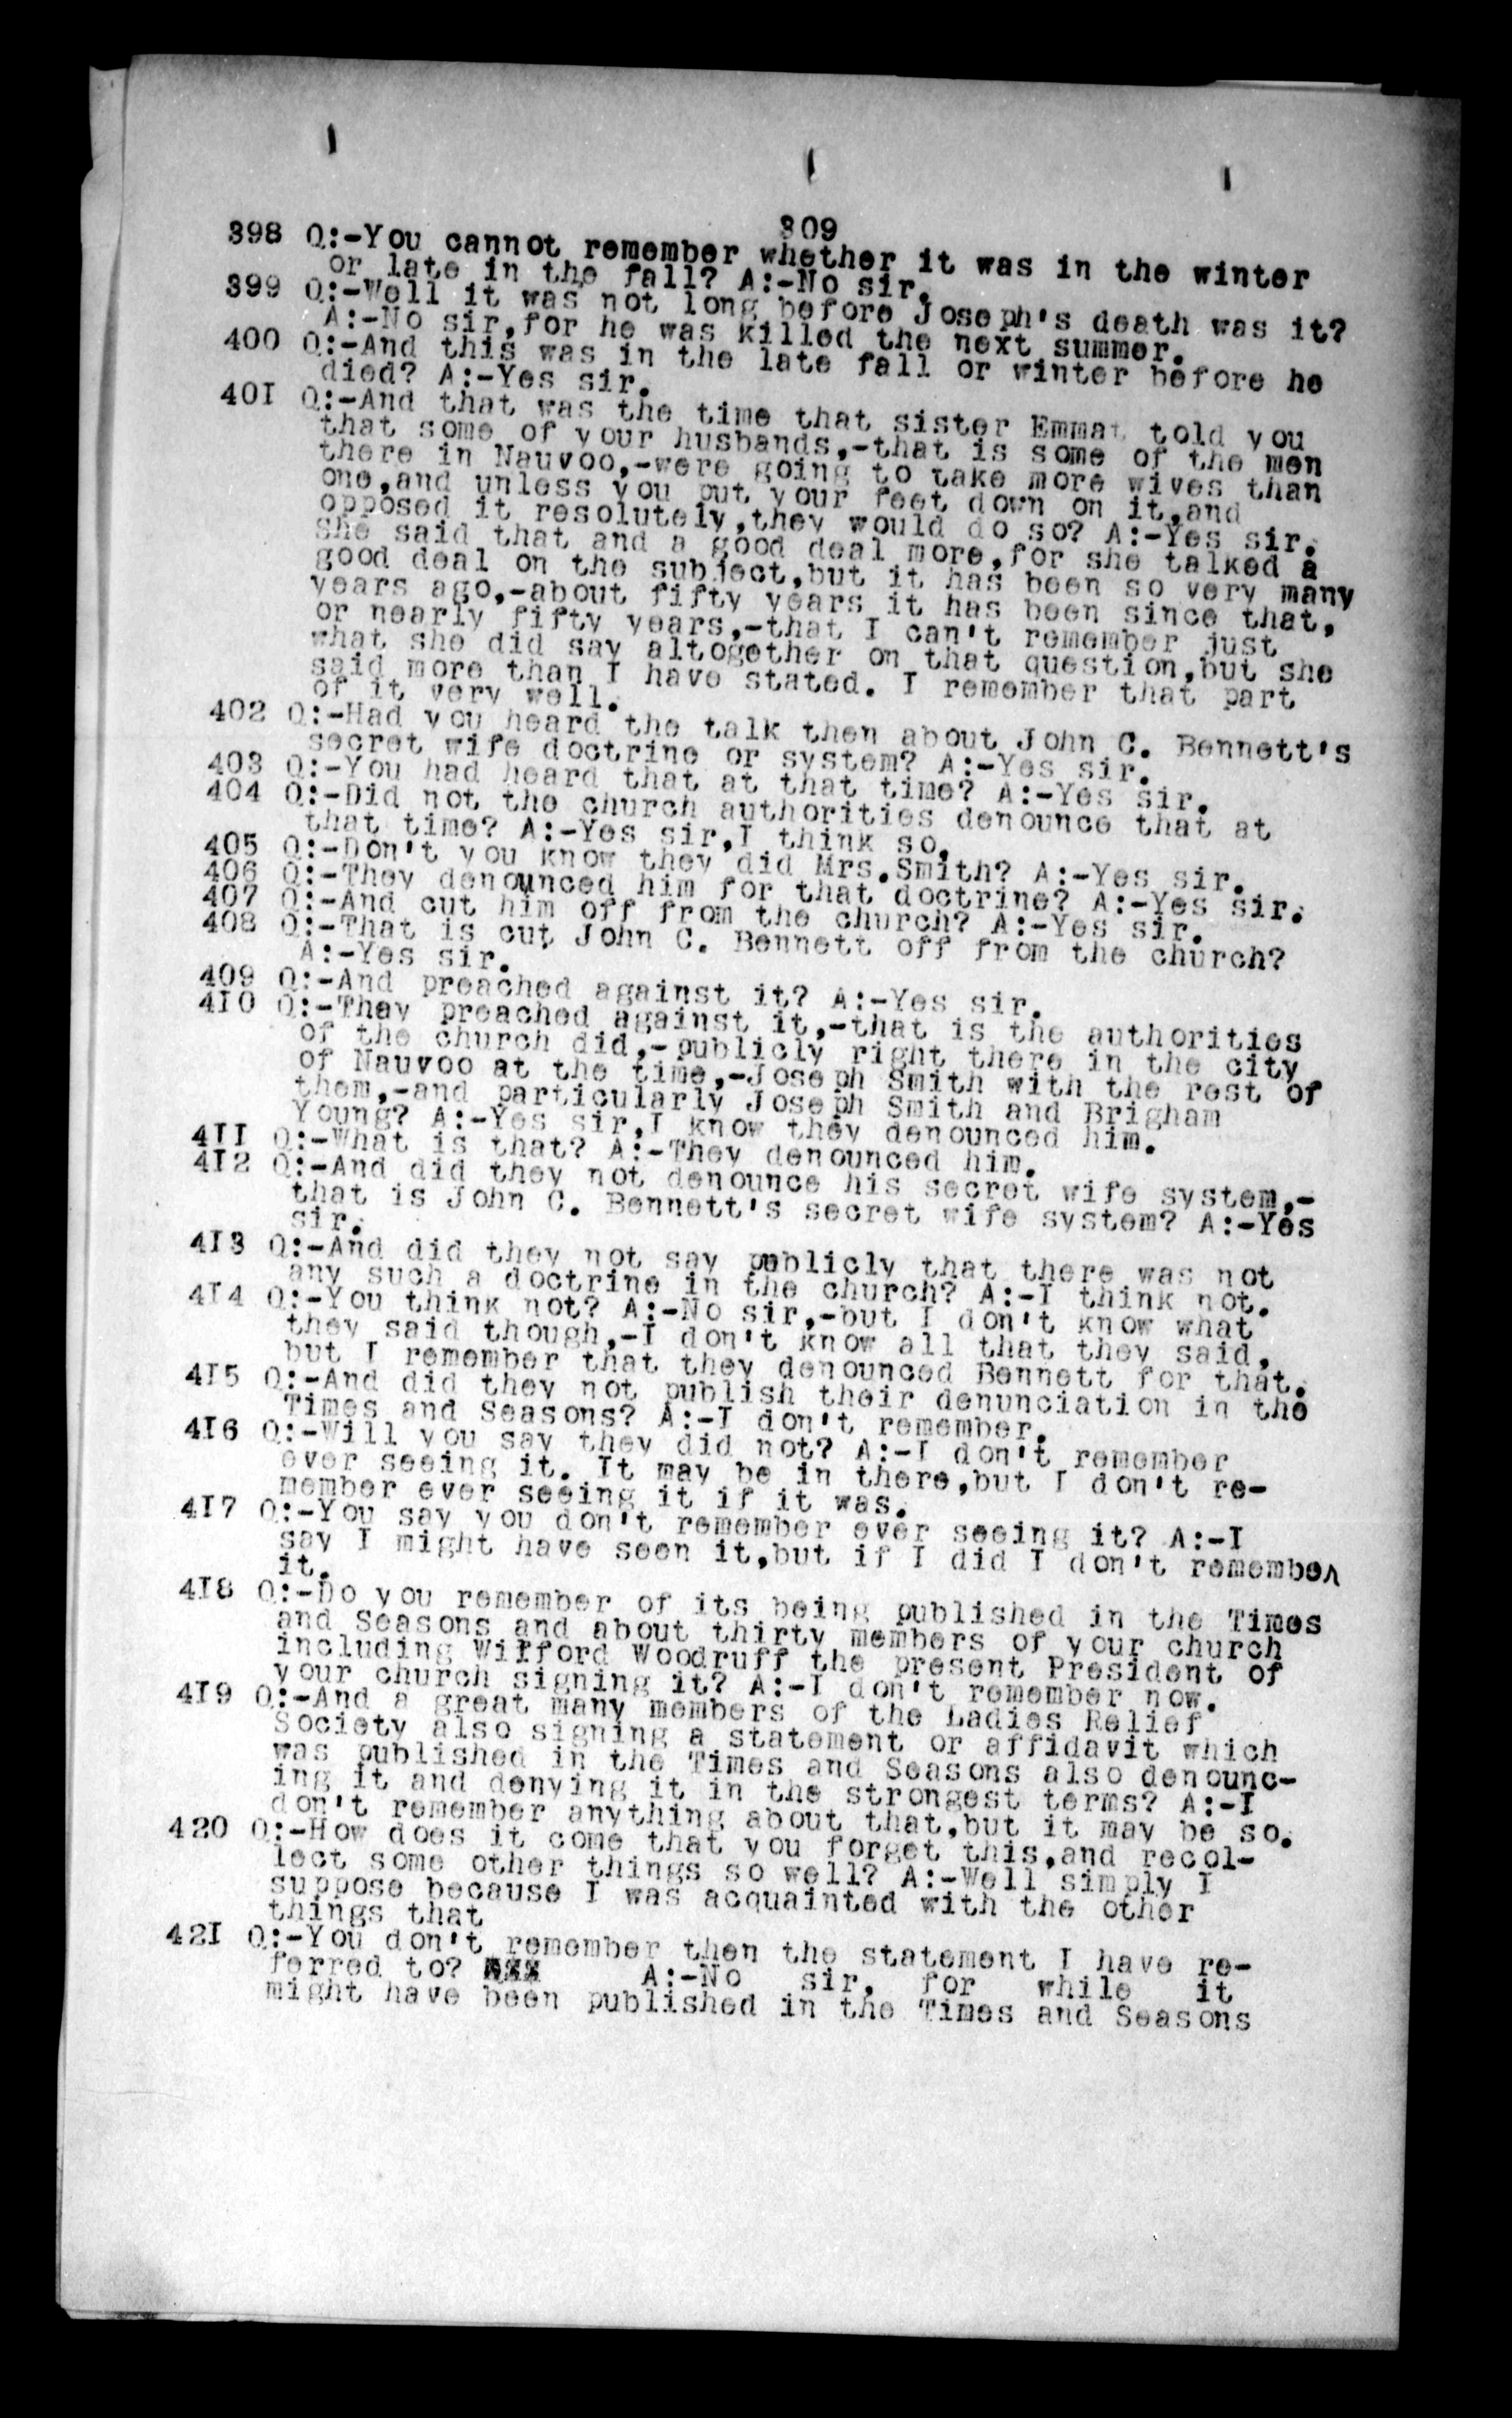 309
398 Q:-You cannot remember whether it was in the winter
or late in the fall? A:-No sir.
399 Q:-Well it was not long before Joseph's death was it?
A:-No sir,for he was killed the next summer.
400 Q:-And this was in the late fall or winter before he
died? A:-Yes sir.
40I Q:-And that was the time that sister Emmat told you
that some of your husbands,-that is some of the men
there in Nauvoo,-were going to take more wives than
one,and unless you put your feet down on it,and
opposed it resolutely,they would do so? A:-Yes sir.
She said that and a good deal more,for she talked a
good deal on the subject,but it has been so very many
years ago,-about fifty years it has been since that,
or nearly fifty years,-that I can't remember just
what she did say altogether on that question,but she
said more than I have stated. I remember that part
of it very well.
402 Q:-Had you heard the talk then about John C. Bennett's
secret wife doctrine or system? A:-Yes sir.
403 Q:-You had heard that at that time? A:-Yes sir.
404 Q:-Did not the church authorities denounce that at
that time? A:-Yes sir,I think so.
405 Q:-Don't you know they did Mrs.Smith? A:-Yes sir.
406 Q:-They denounced him for that doctrine? A:-Yes sir.
407 Q:-And cut him off from the church? A:-Yes sir.
408 Q:-That is cut John C. Bennett off from the church?
A:-Yes sir.
409 Q:-And preached against it? A:-Yes sir.
4I0 Q:-They preached against it,-that is the authorities
of the church did,-publicly right there in the city
of Nauvoo at the time,-Joseph Smith with the rest of
them,-and particularly Joseph Smith and Brigham
Young? A:-Yes sir,I know they denounced him.
4II Q:-What is that? A:-They denounced him.
4I2 Q:-And did they not denounce his secret wife system,-
that is John C. Bennett's secret wife system? A:-Yes
sir.
4I3 Q:-And did they not say publicly that there was not
any such a doctrine in the church? A:-I think not.
4I4 Q:-You think not? A:-No sir,-but I don't know what
they said though,-I don't know all that they said,
but I remember that they denounced Bennett for that.
4I5 Q:-And did they not publish their denunciation in the
Times and Seasons? A:-I don't remember.
4I6 Q:-Will you say they did not? A:-I don't remember
ever seeing it. It may be in there,but I don't re-
member ever seeing it if it was.
4I7 Q:-You say you don't remember ever seeing it? A:-I
say I might have seen it,but if I did I don't remember
it.
4I8 Q:-Do you remember of its being published in the Times
and Seasons and about thirty members of your church
including Wilford Woodruff the present President of
your church signing it? A:-I don't remember now.
4I9 Q:-And a great many members of the Ladies Relief
Society also signing a statement or affidavit which
was published in the Times and Seasons also denounc-
ing it and denying it in the strongest terms? A:-I
don't remember anything about that,but it may be so.
420 Q:-How does it come that you forget this,and recol-
lect some other things so well? A:-Well simply I
suppose because I was acquainted with the other
things that
42I Q:-You don't remember then the statement I have re-
ferred to? XXX A:-No sir, for while it
might have been published in the Times and Seasons